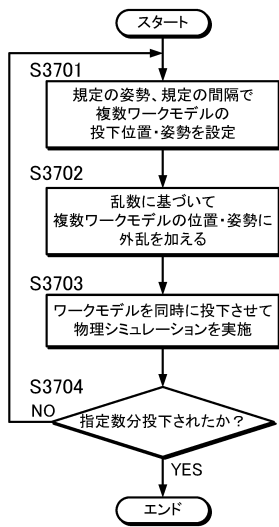 スタート
S3701
規定の姿勢、規定の間隔で
複数ワークモデルの
投下位置・姿勢を設定
S3702
乱数に基づいて
複数ワークモデルの位置・姿勢に
外乱を加える
S3703
ワークモデルを同時に投下させて
物理シミュレーションを実施
S3704
NO
指定数分投下されたか？
YES
エンド